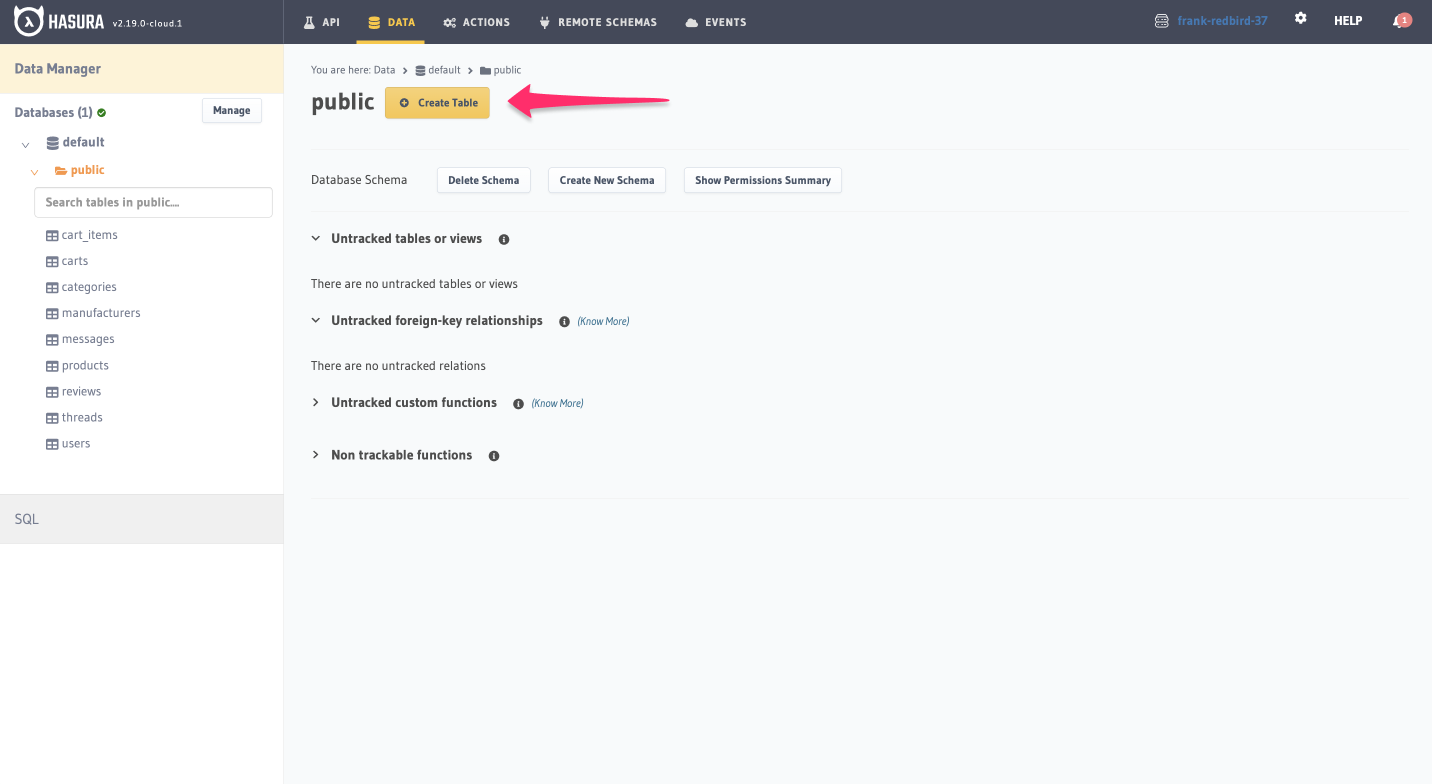 HASURA v2.19.0-cloud.1
API DATA ACTIONS REMOTE SCHEMAS EVENTS
frank-redbird-37 HELP 1
Data Manager
Databases (1) Manage
default
public
Search tables in public....
cart_items
carts
categories
manufacturers
messages
products
reviews
threads
users
SQL
You are here: Data > default > public
public Create Table
Database Schema Delete Schema Create New Schema Show Permissions Summary
Untracked tables or views
There are no untracked tables or views
Untracked foreign-key relationships (Know More)
There are no untracked relations
Untracked custom functions (Know More)
Non trackable functions